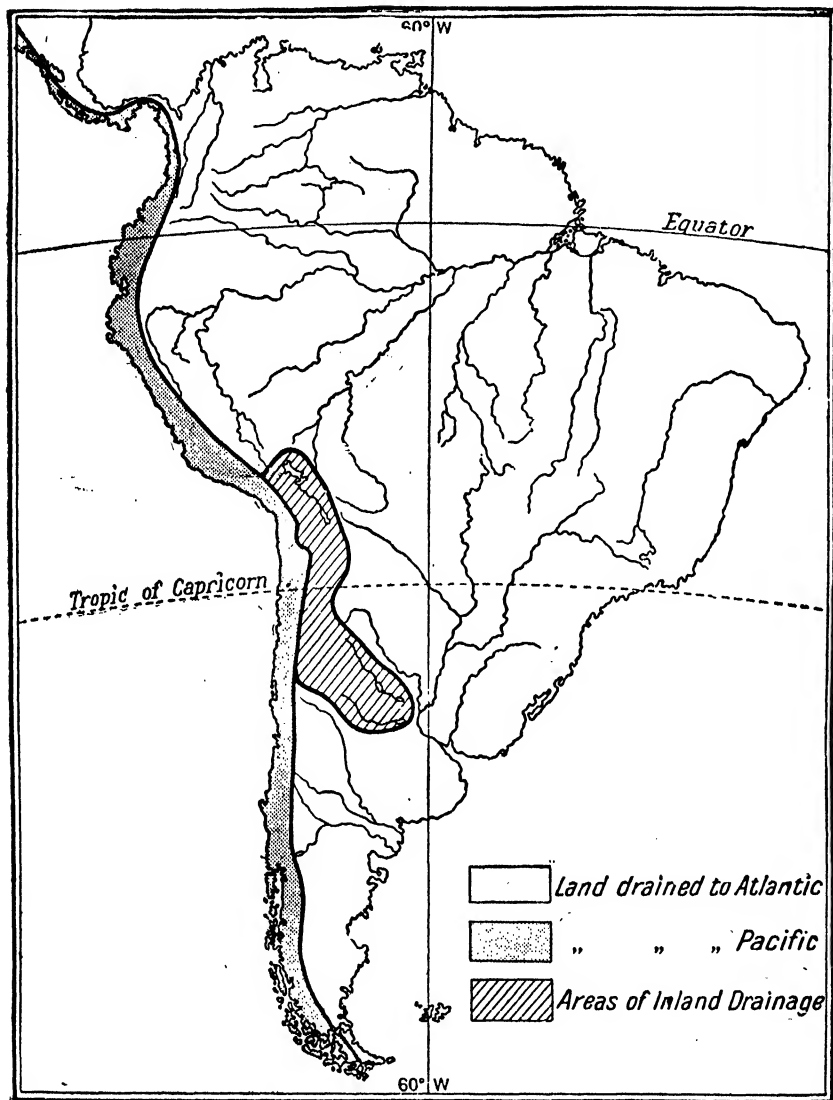 60° W
Equator
Tropic of Capricorn
Land drained to Atlantic
„ „ „ Pacific
Areas of Inland Drainage
60° W